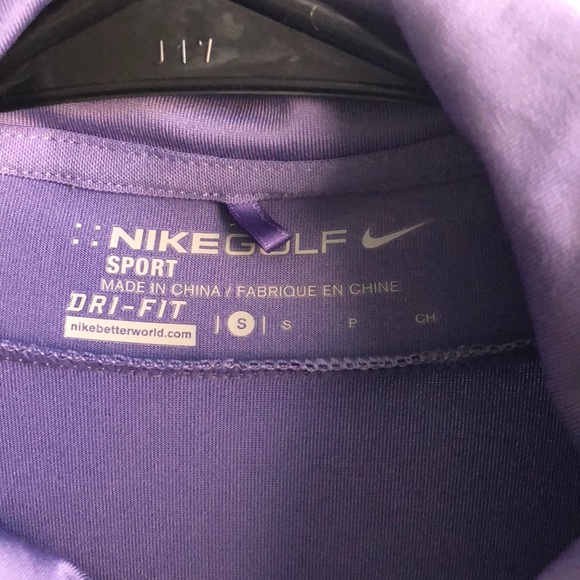 NIKEGOLF
SPORT
MADE IN CHINA / FABRIQUE EN CHINE
DRI-FIT
nikebetterworld.com | S | S P CH